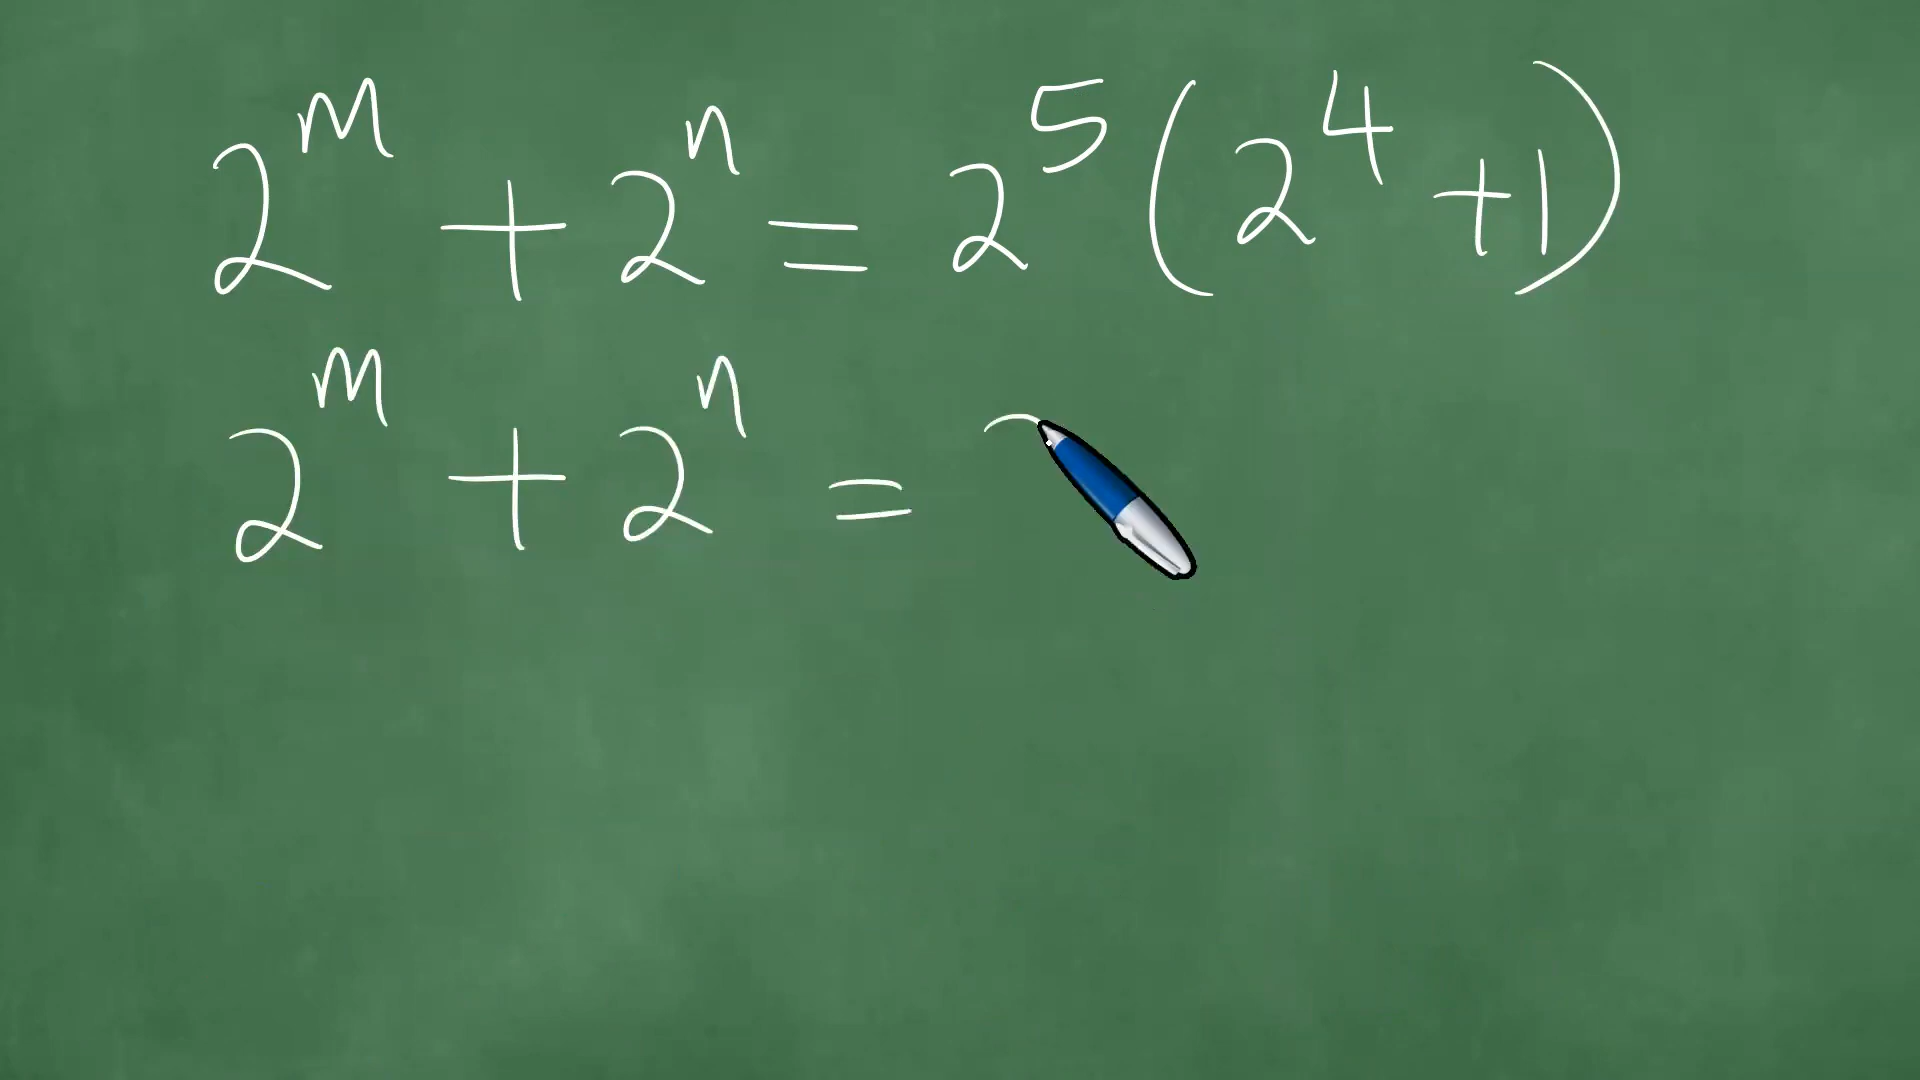 2^m + 2^n = 2^5 (2^4 + 1)
2^m + 2^n =